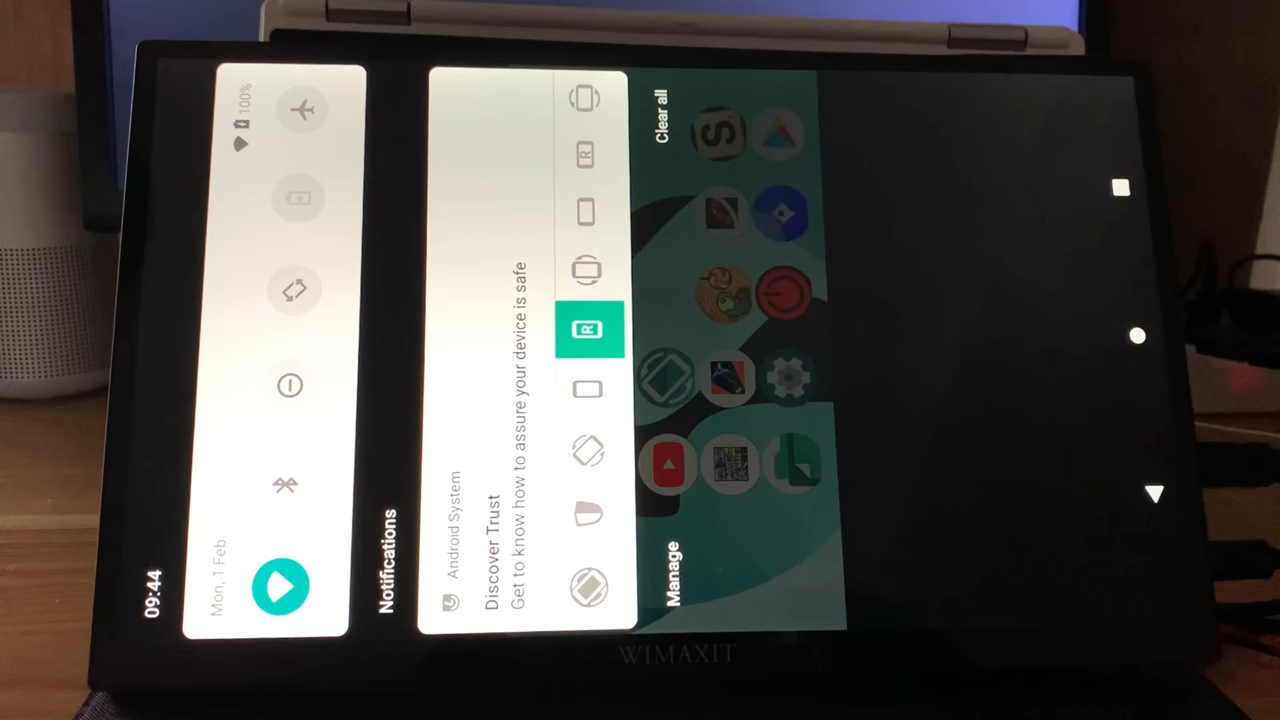 09:44
Mon, 1 Feb
100%
Notifications
Android System
Discover Trust
Get to know how to assure your device is safe
R
R
Manage
Clear all
S
WIMAXIT